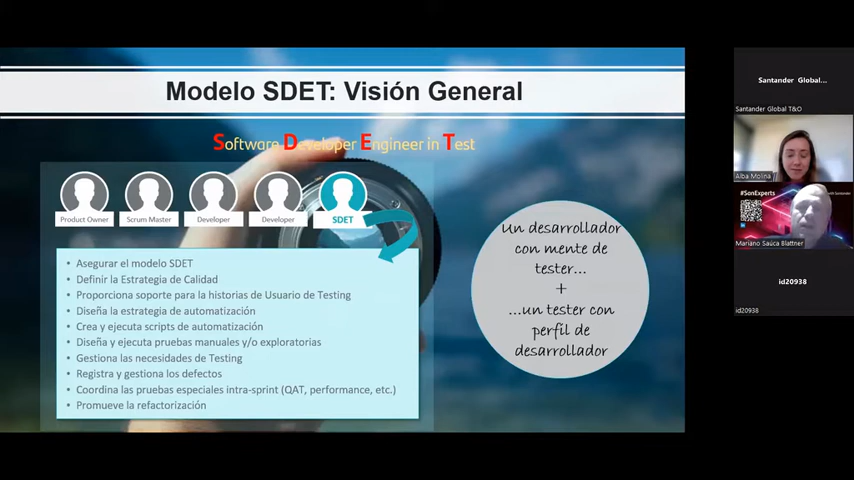 Modelo SDET: Visión General
Software Developer Engineer in Test
Product Owner
Scrum Master
Developer
Developer
SDET
• Asegurar el modelo SDET
• Definir la Estrategia de Calidad
• Proporciona soporte para la historias de Usuario de Testing
• Diseña la estrategia de automatización
• Crea y ejecuta scripts de automatización
• Diseña y ejecuta pruebas manuales y/o exploratorias
• Gestiona las necesidades de Testing
• Registra y gestiona los defectos
• Coordina las pruebas especiales intra-sprint (QAT, performance, etc.)
• Promueve la refactorización
Un desarrollador
con mente de
tester...
+
...un tester con
perfil de
desarrollador
Santander Global...
Santander Global T&O
Alba Molina
#SanExperts
Mariano Saúca Blattner
id20938
id20938